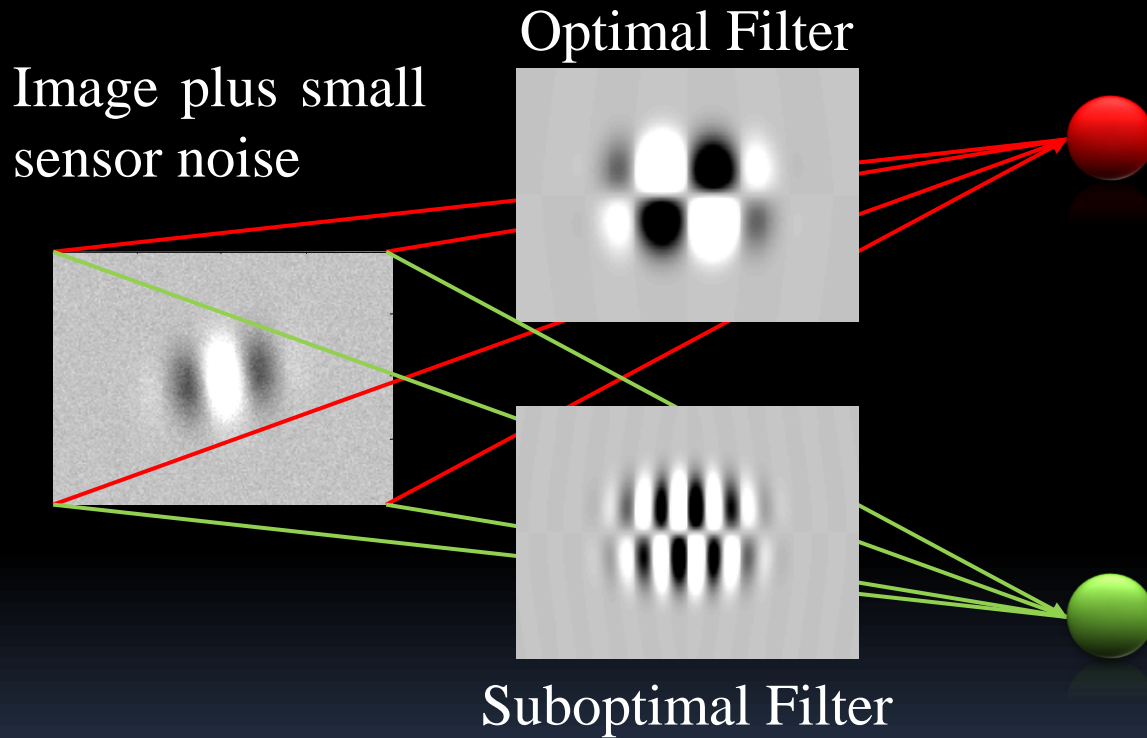 Optimal Filter
Image plus small
sensor noise
Suboptimal Filter